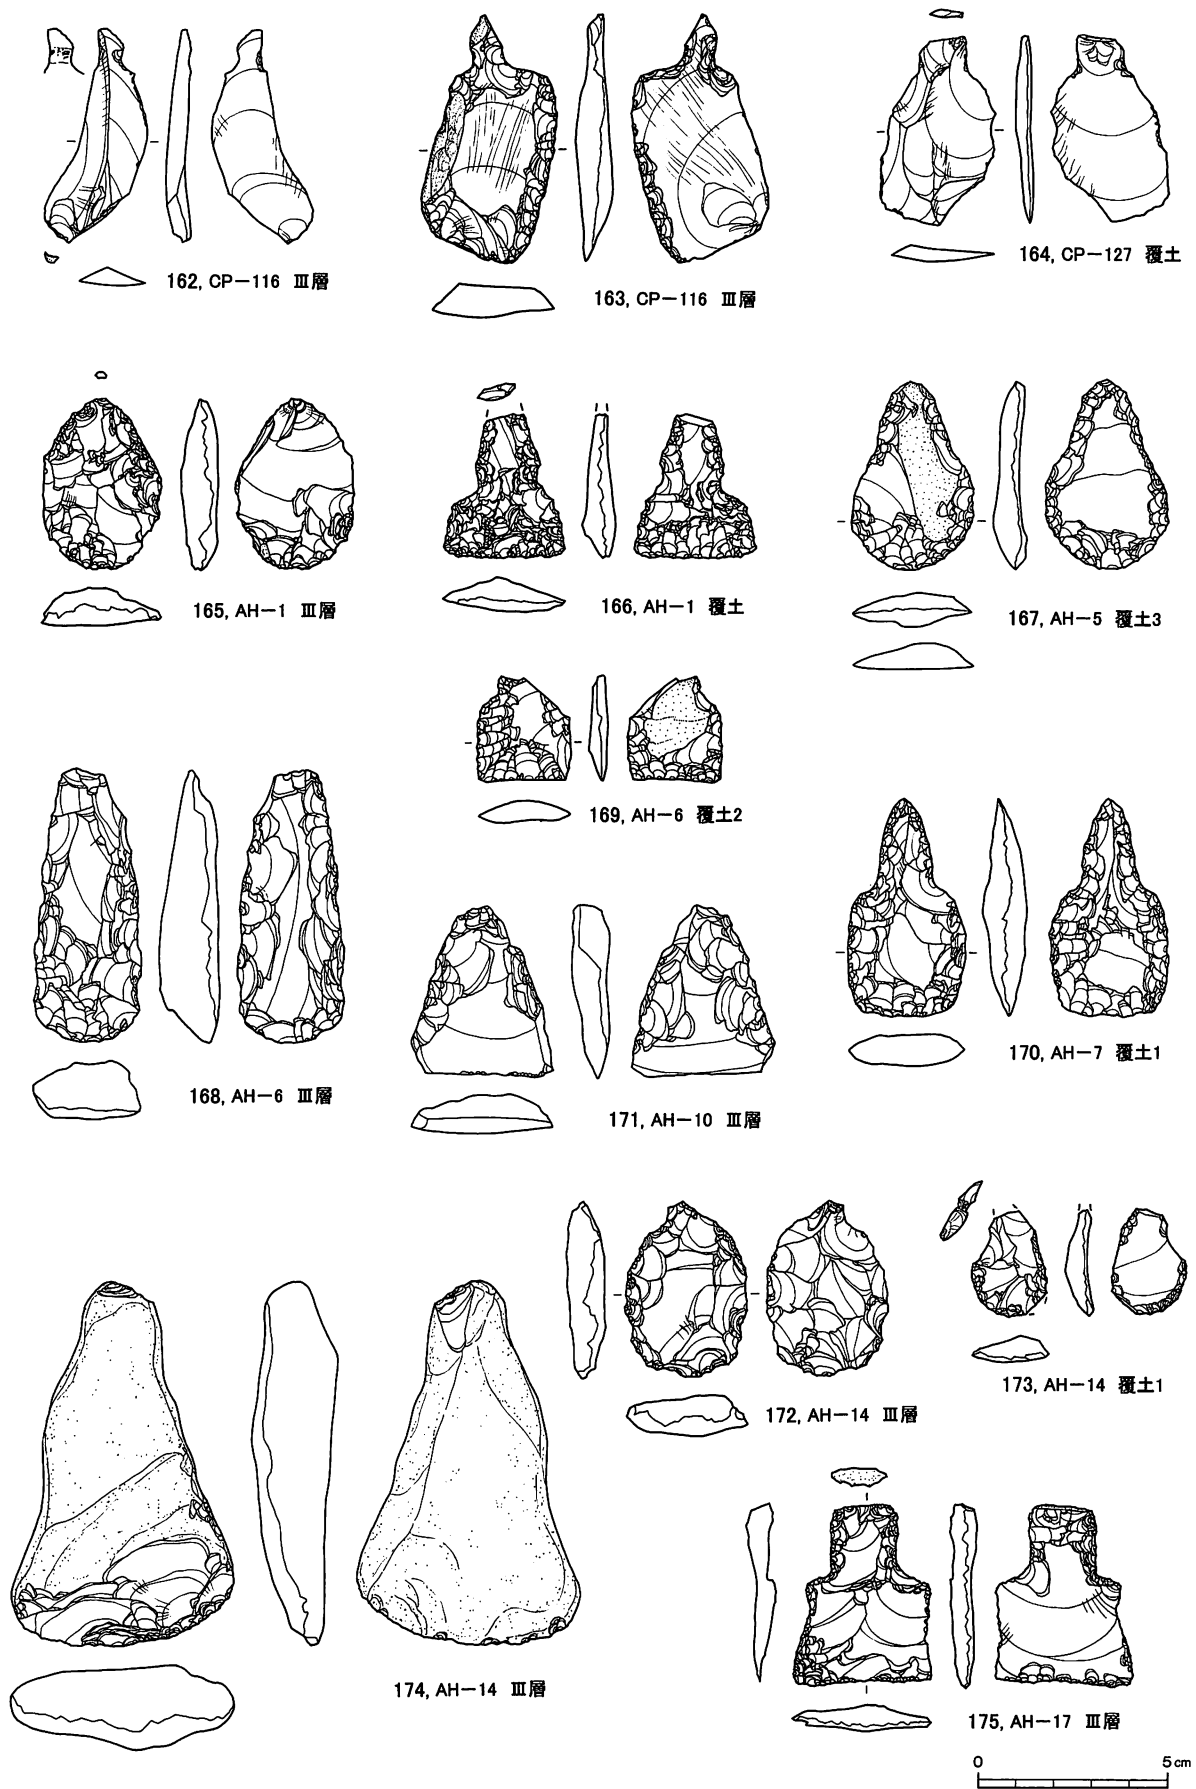 162, CP－116 Ⅲ層
163, CP－116 Ⅲ層
164, CP－127 覆土
165, AH－1 Ⅲ層
166, AH－1 覆土
167, AH－5 覆土3
168, AH－6 Ⅲ層
169, AH－6 覆土2
170, AH－7 覆土1
171, AH－10 Ⅲ層
172, AH－14 Ⅲ層
173, AH－14 覆土1
174, AH－14 Ⅲ層
175, AH－17 Ⅲ層
0 5cm